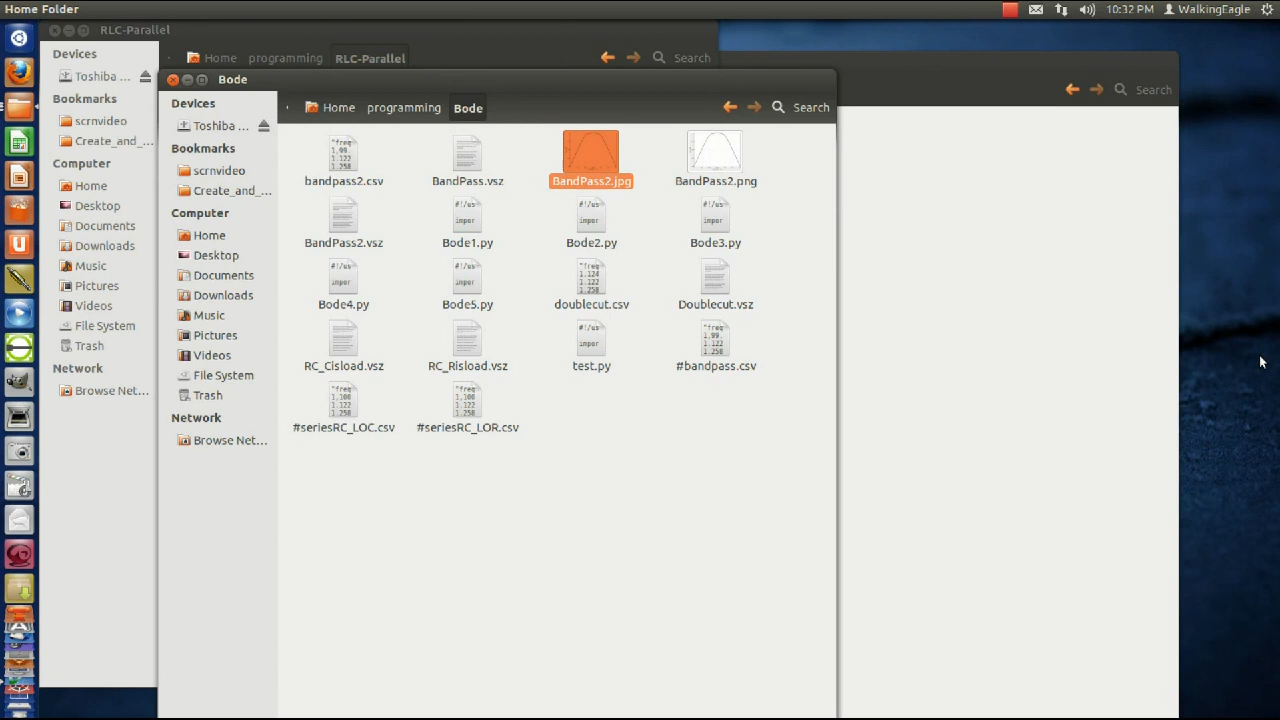 Home Folder
10:32 PM
WalkingEagle
RLC-Parallel
Devices
Toshiba ...
Bookmarks
scrnvideo
Create_and_...
Computer
Home
Desktop
Documents
Downloads
Music
Pictures
Videos
File System
Trash
Network
Browse Net...
Home
programming
RLC-Parallel
Search
Search
Bode
Devices
Toshiba ...
Bookmarks
scrnvideo
Create_and_...
Computer
Home
Desktop
Documents
Downloads
Music
Pictures
Videos
File System
Trash
Network
Browse Net...
Home
programming
Bode
Search
bandpass2.csv
BandPass.vsz
BandPass2.jpg
BandPass2.png
BandPass2.vsz
Bode1.py
Bode2.py
Bode3.py
Bode4.py
Bode5.py
doublecut.csv
Doublecut.vsz
RC_Cisload.vsz
RC_Risload.vsz
test.py
#bandpass.csv
#seriesRC_LOC.csv
#seriesRC_LOR.csv